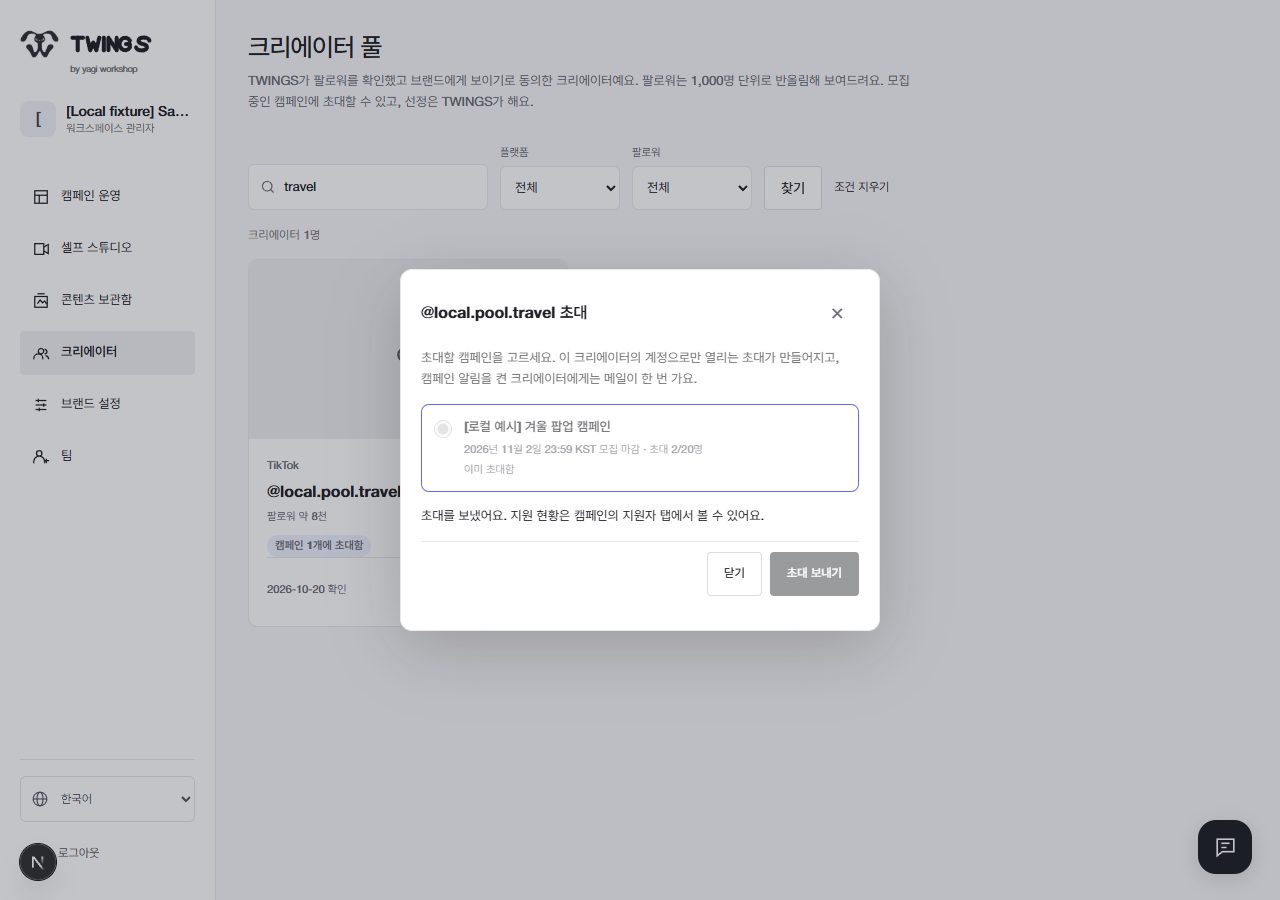 TWINGS
by yagi workshop
[Local fixture] Sa...
워크스페이스 관리자
캠페인 운영
셀프 스튜디오
콘텐츠 보관함
크리에이터
브랜드 설정
팀
한국어
로그아웃
크리에이터 풀
TWINGS가 팔로워를 확인했고 브랜드에게 보이기로 동의한 크리에이터예요. 팔로워는 1,000명 단위로 반올림해 보여드려요. 모집
중인 캠페인에 초대할 수 있고, 선정은 TWINGS가 해요.
플랫폼
팔로워
travel
전체
전체
찾기
조건 지우기
크리에이터 1명
TikTok
@local.pool.travel
팔로워 약 8천
캠페인 1개에 초대함
2026-10-20 확인
@local.pool.travel 초대
초대할 캠페인을 고르세요. 이 크리에이터의 계정으로만 열리는 초대가 만들어지고,
캠페인 알림을 켠 크리에이터에게는 메일이 한 번 가요.
[로컬 예시] 겨울 팝업 캠페인
2026년 11월 2일 23:59 KST 모집 마감 · 초대 2/20명
이미 초대함
초대를 보냈어요. 지원 현황은 캠페인의 지원자 탭에서 볼 수 있어요.
닫기
초대 보내기